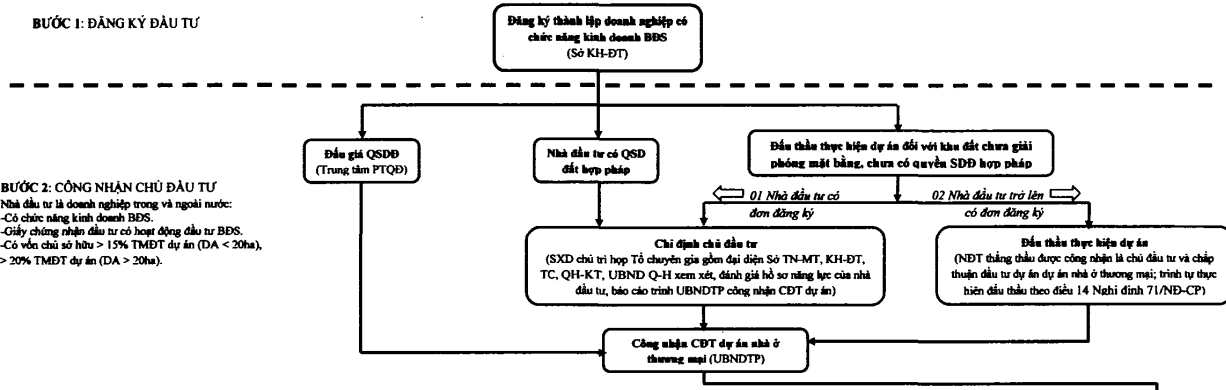 BƯỚC 1: ĐĂNG KÝ ĐẦU TƯ
Đăng ký thành lập doanh nghiệp có
chức năng kinh doanh BĐS
(Sở KH-ĐT)
Đấu giá QSDĐ
(Trung tâm PTQĐ)
Nhà đầu tư có QSD
đất hợp pháp
Đấu thầu thực hiện dự án đối với khu đất chưa giải
phóng mặt bằng, chưa có quyền SDĐ hợp pháp
BƯỚC 2: CÔNG NHẬN CHỦ ĐẦU TƯ
Nhà đầu tư là doanh nghiệp trong và ngoài nước:
-Có chức năng kinh doanh BĐS.
-Giấy chứng nhận đầu tư có hoạt động đầu tư BĐS.
-Có vốn chủ sở hữu > 15% TMĐT dự án (DA < 20ha),
> 20% TMĐT dự án (DA > 20ha).
01 Nhà đầu tư có
đơn đăng ký
02 Nhà đầu tư trở lên
có đơn đăng ký
Chỉ định chủ đầu tư
(SXD chủ trì họp Tổ chuyên gia gồm đại diện Sở TN-MT, KH-ĐT,
TC, QH-KT, UBND Q-H xem xét, đánh giá hồ sơ năng lực của nhà
đầu tư, báo cáo trình UBNDTP công nhận CĐT dự án)
Đấu thầu thực hiện dự án
(NĐT thắng thầu được công nhận là chủ đầu tư và chấp
thuận đầu tư dự án dự án nhà ở thương mại; trình tự thực
hiện đấu thầu theo điều 14 Nghị định 71/NĐ-CP)
Công nhận CĐT dự án nhà ở
thương mại (UBNDTP)